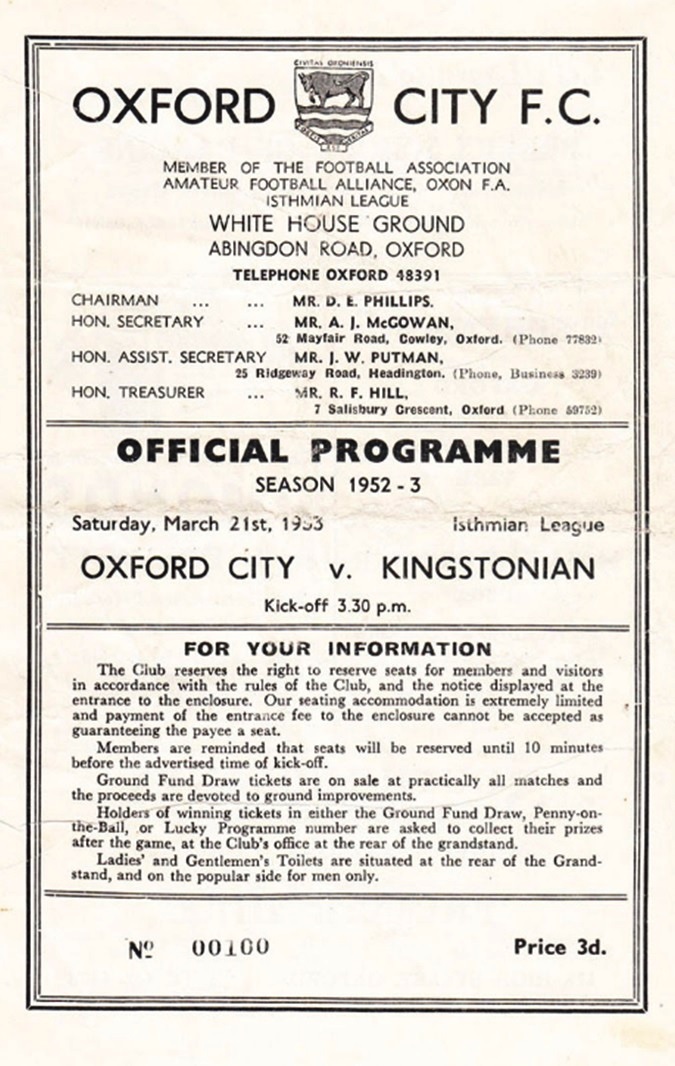 CIVITAS OXONIENSIS
OXFORD CITY F.C.
MEMBER OF THE FOOTBALL ASSOCIATION
AMATEUR FOOTBALL ALLIANCE, OXON F.A.
ISTHMIAN LEAGUE
WHITE HOUSE GROUND
ABINGDON ROAD, OXFORD
TELEPHONE OXFORD 48391
CHAIRMAN ... ... MR. D. E. PHILLIPS.
HON. SECRETARY ... MR. A. J. McGOWAN,
52 Mayfair Road, Cowley, Oxford. (Phone 77832)
HON. ASSIST. SECRETARY MR. J. W. PUTMAN,
25 Ridgeway Road, Headington. (Phone, Business 3239)
HON. TREASURER ... MR. R. F. HILL,
7 Salisbury Crescent, Oxford (Phone 59752)
OFFICIAL PROGRAMME
SEASON 1952-3
Saturday, March 21st, 1953 Isthmian League
OXFORD CITY v. KINGSTONIAN
Kick-off 3.30 p.m.
FOR YOUR INFORMATION
The Club reserves the right to reserve seats for members and visitors
in accordance with the rules of the Club, and the notice displayed at the
entrance to the enclosure. Our seating accommodation is extremely limited
and payment of the entrance fee to the enclosure cannot be accepted as
guaranteeing the payee a seat.
Members are reminded that seats will be reserved until 10 minutes
before the advertised time of kick-off.
Ground Fund Draw tickets are on sale at practically all matches and
the proceeds are devoted to ground improvements.
Holders of winning tickets in either the Ground Fund Draw, Penny-on-
the-Ball, or Lucky Programme number are asked to collect their prizes
after the game, at the Club's office at the rear of the grandstand.
Ladies' and Gentlemen's Toilets are situated at the rear of the Grand-
stand, and on the popular side for men only.
Nº 00100 Price 3d.